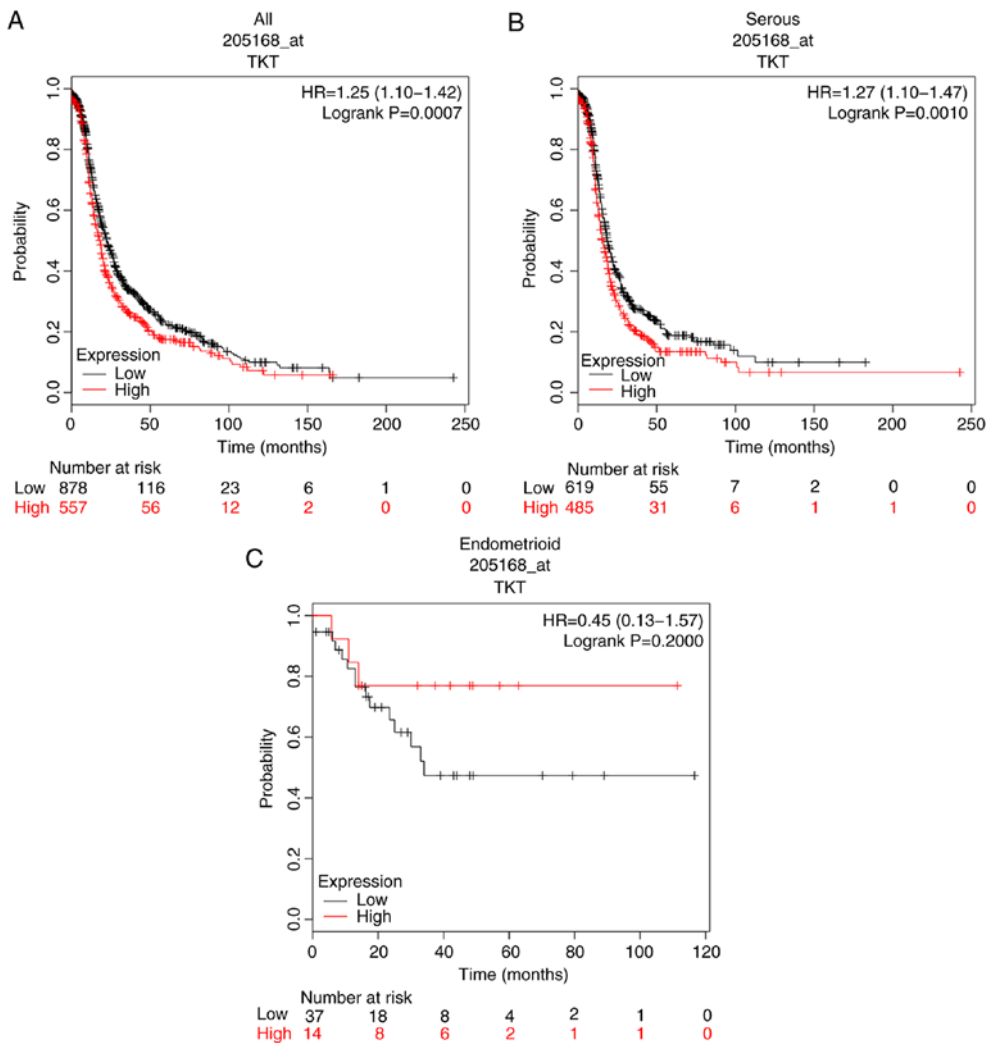 A
All
205168_at
TKT
HR=1.25 (1.10–1.42)
Logrank P=0.0007
Probability
1.0
0.8
0.6
0.4
0.2
0.0
Expression
Low
High
0 50 100 150 200 250
Time (months)
Number at risk
Low 878 116 23 6 1 0
High 557 56 12 2 0 0
B
Serous
205168_at
TKT
HR=1.27 (1.10–1.47)
Logrank P=0.0010
Probability
1.0
0.8
0.6
0.4
0.2
0.0
Expression
Low
High
0 50 100 150 200 250
Time (months)
Number at risk
Low 619 55 7 2 0 0
High 485 31 6 1 1 0
C
Endometrioid
205168_at
TKT
HR=0.45 (0.13–1.57)
Logrank P=0.2000
Probability
1.0
0.8
0.6
0.4
0.2
0.0
Expression
Low
High
0 20 40 60 80 100 120
Time (months)
Number at risk
Low 37 18 8 4 2 1 0
High 14 8 6 2 1 1 0